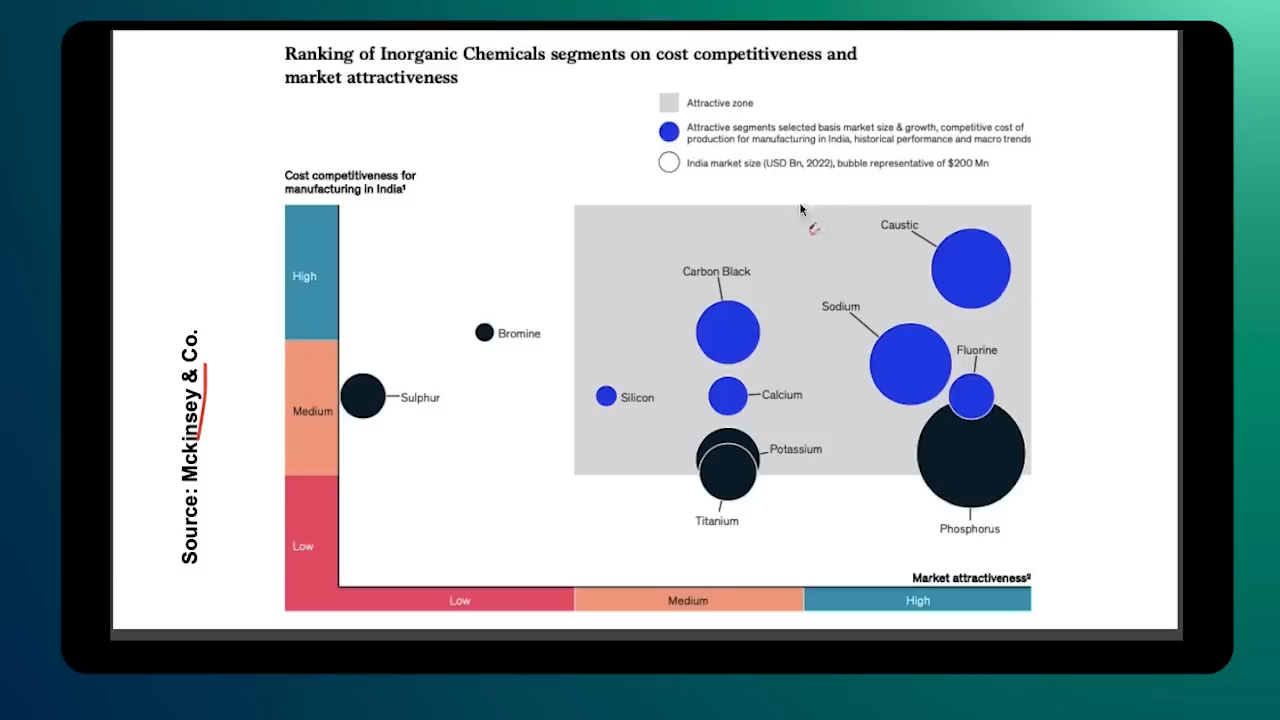 Ranking of Inorganic Chemicals segments on cost competitiveness and
market attractiveness
Attractive zone
Attractive segments selected basis market size & growth, competitive cost of
production for manufacturing in India, historical performance and macro trends
India market size (USD Bn, 2022), bubble representative of $200 Mn
Cost competitiveness for
manufacturing in India¹
High
Medium
Low
Caustic
Carbon Black
Sodium
Bromine
Fluorine
Sulphur
Silicon
Calcium
Potassium
Titanium
Phosphorus
Market attractiveness²
Low
Medium
High
Source: Mckinsey & Co.